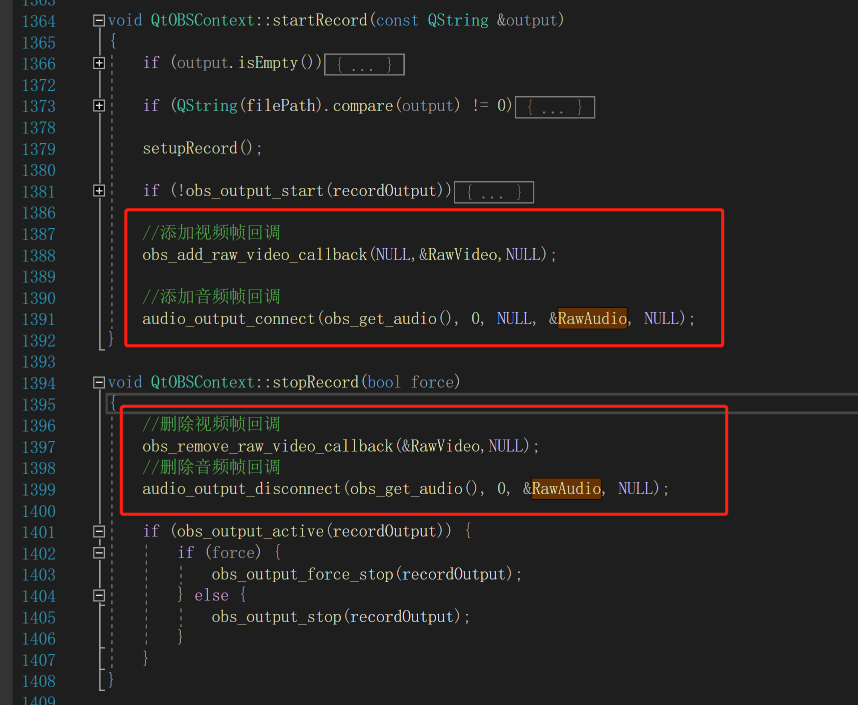 1363
1364 void QtOBSContext::startRecord(const QString &output)
1365 {
1366 if (output.isEmpty()){ ... }
1372
1373 if (QString(filePath).compare(output) != 0){ ... }
1378
1379 setupRecord();
1380
1381 if (!obs_output_start(recordOutput)){ ... }
1386
1387 //添加视频帧回调
1388 obs_add_raw_video_callback(NULL,&RawVideo,NULL);
1389
1390 //添加音频帧回调
1391 audio_output_connect(obs_get_audio(), 0, NULL, &RawAudio, NULL);
1392 }
1393
1394 void QtOBSContext::stopRecord(bool force)
1395 {
1396 //删除视频帧回调
1397 obs_remove_raw_video_callback(&RawVideo,NULL);
1398 //删除音频帧回调
1399 audio_output_disconnect(obs_get_audio(), 0, &RawAudio, NULL);
1400
1401 if (obs_output_active(recordOutput)) {
1402 if (force) {
1403 obs_output_force_stop(recordOutput);
1404 } else {
1405 obs_output_stop(recordOutput);
1406 }
1407 }
1408 }
1409